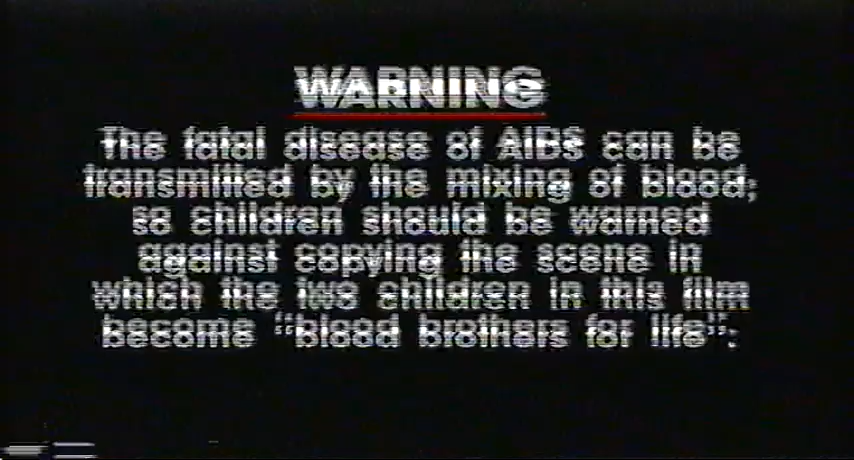 WARNING
The fatal disease of AIDS can be
transmitted by the mixing of blood;
so children should be warned
against copying the scene in
which the two children in this film
become “blood brothers for life”.